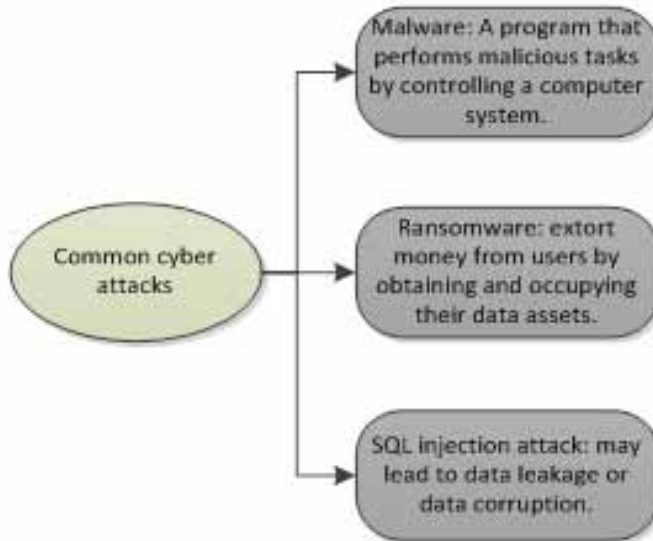 Malware: A program that
performs malicious tasks
by controlling a computer
system.
Common cyber
attacks
Ransomware: extort
money from users by
obtaining and occupying
their data assets.
SQL injection attack: may
lead to data leakage or
data corruption.